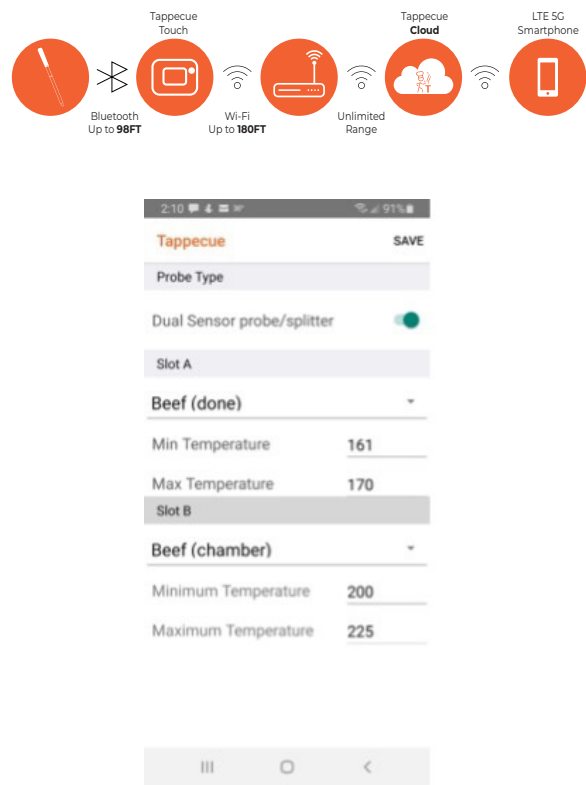 Tappecue
Touch
Tappecue
Cloud
LTE 5G
Smartphone
Bluetooth
Up to 98FT
Wi-Fi
Up to 180FT
Unlimited
Range
2:10
91%
Tappecue SAVE
Probe Type
Dual Sensor probe/splitter
Slot A
Beef (done)
Min Temperature 161
Max Temperature 170
Slot B
Beef (chamber)
Minimum Temperature 200
Maximum Temperature 225